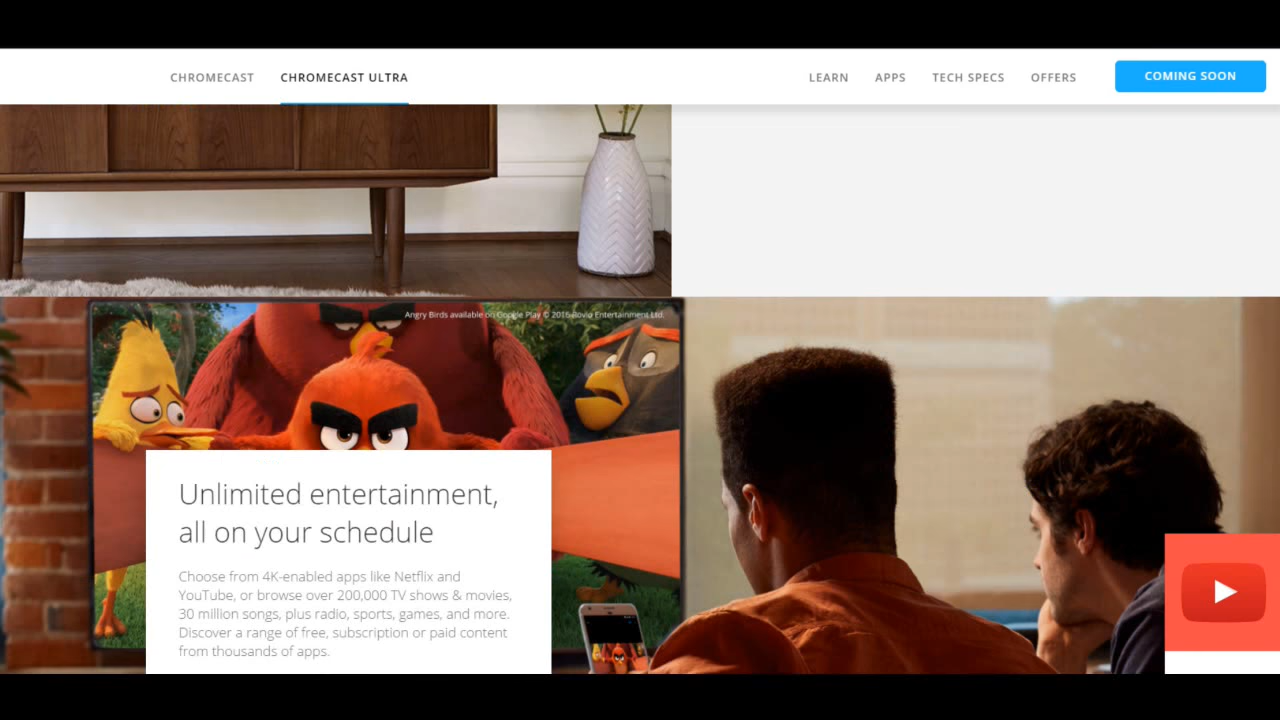 CHROMECAST CHROMECAST ULTRA LEARN APPS TECH SPECS OFFERS COMING SOON
Angry Birds available on Google Play © 2016 Rovio Entertainment Ltd.
Unlimited entertainment,
all on your schedule
Choose from 4K-enabled apps like Netflix and
YouTube, or browse over 200,000 TV shows & movies,
30 million songs, plus radio, sports, games, and more.
Discover a range of free, subscription or paid content
from thousands of apps.